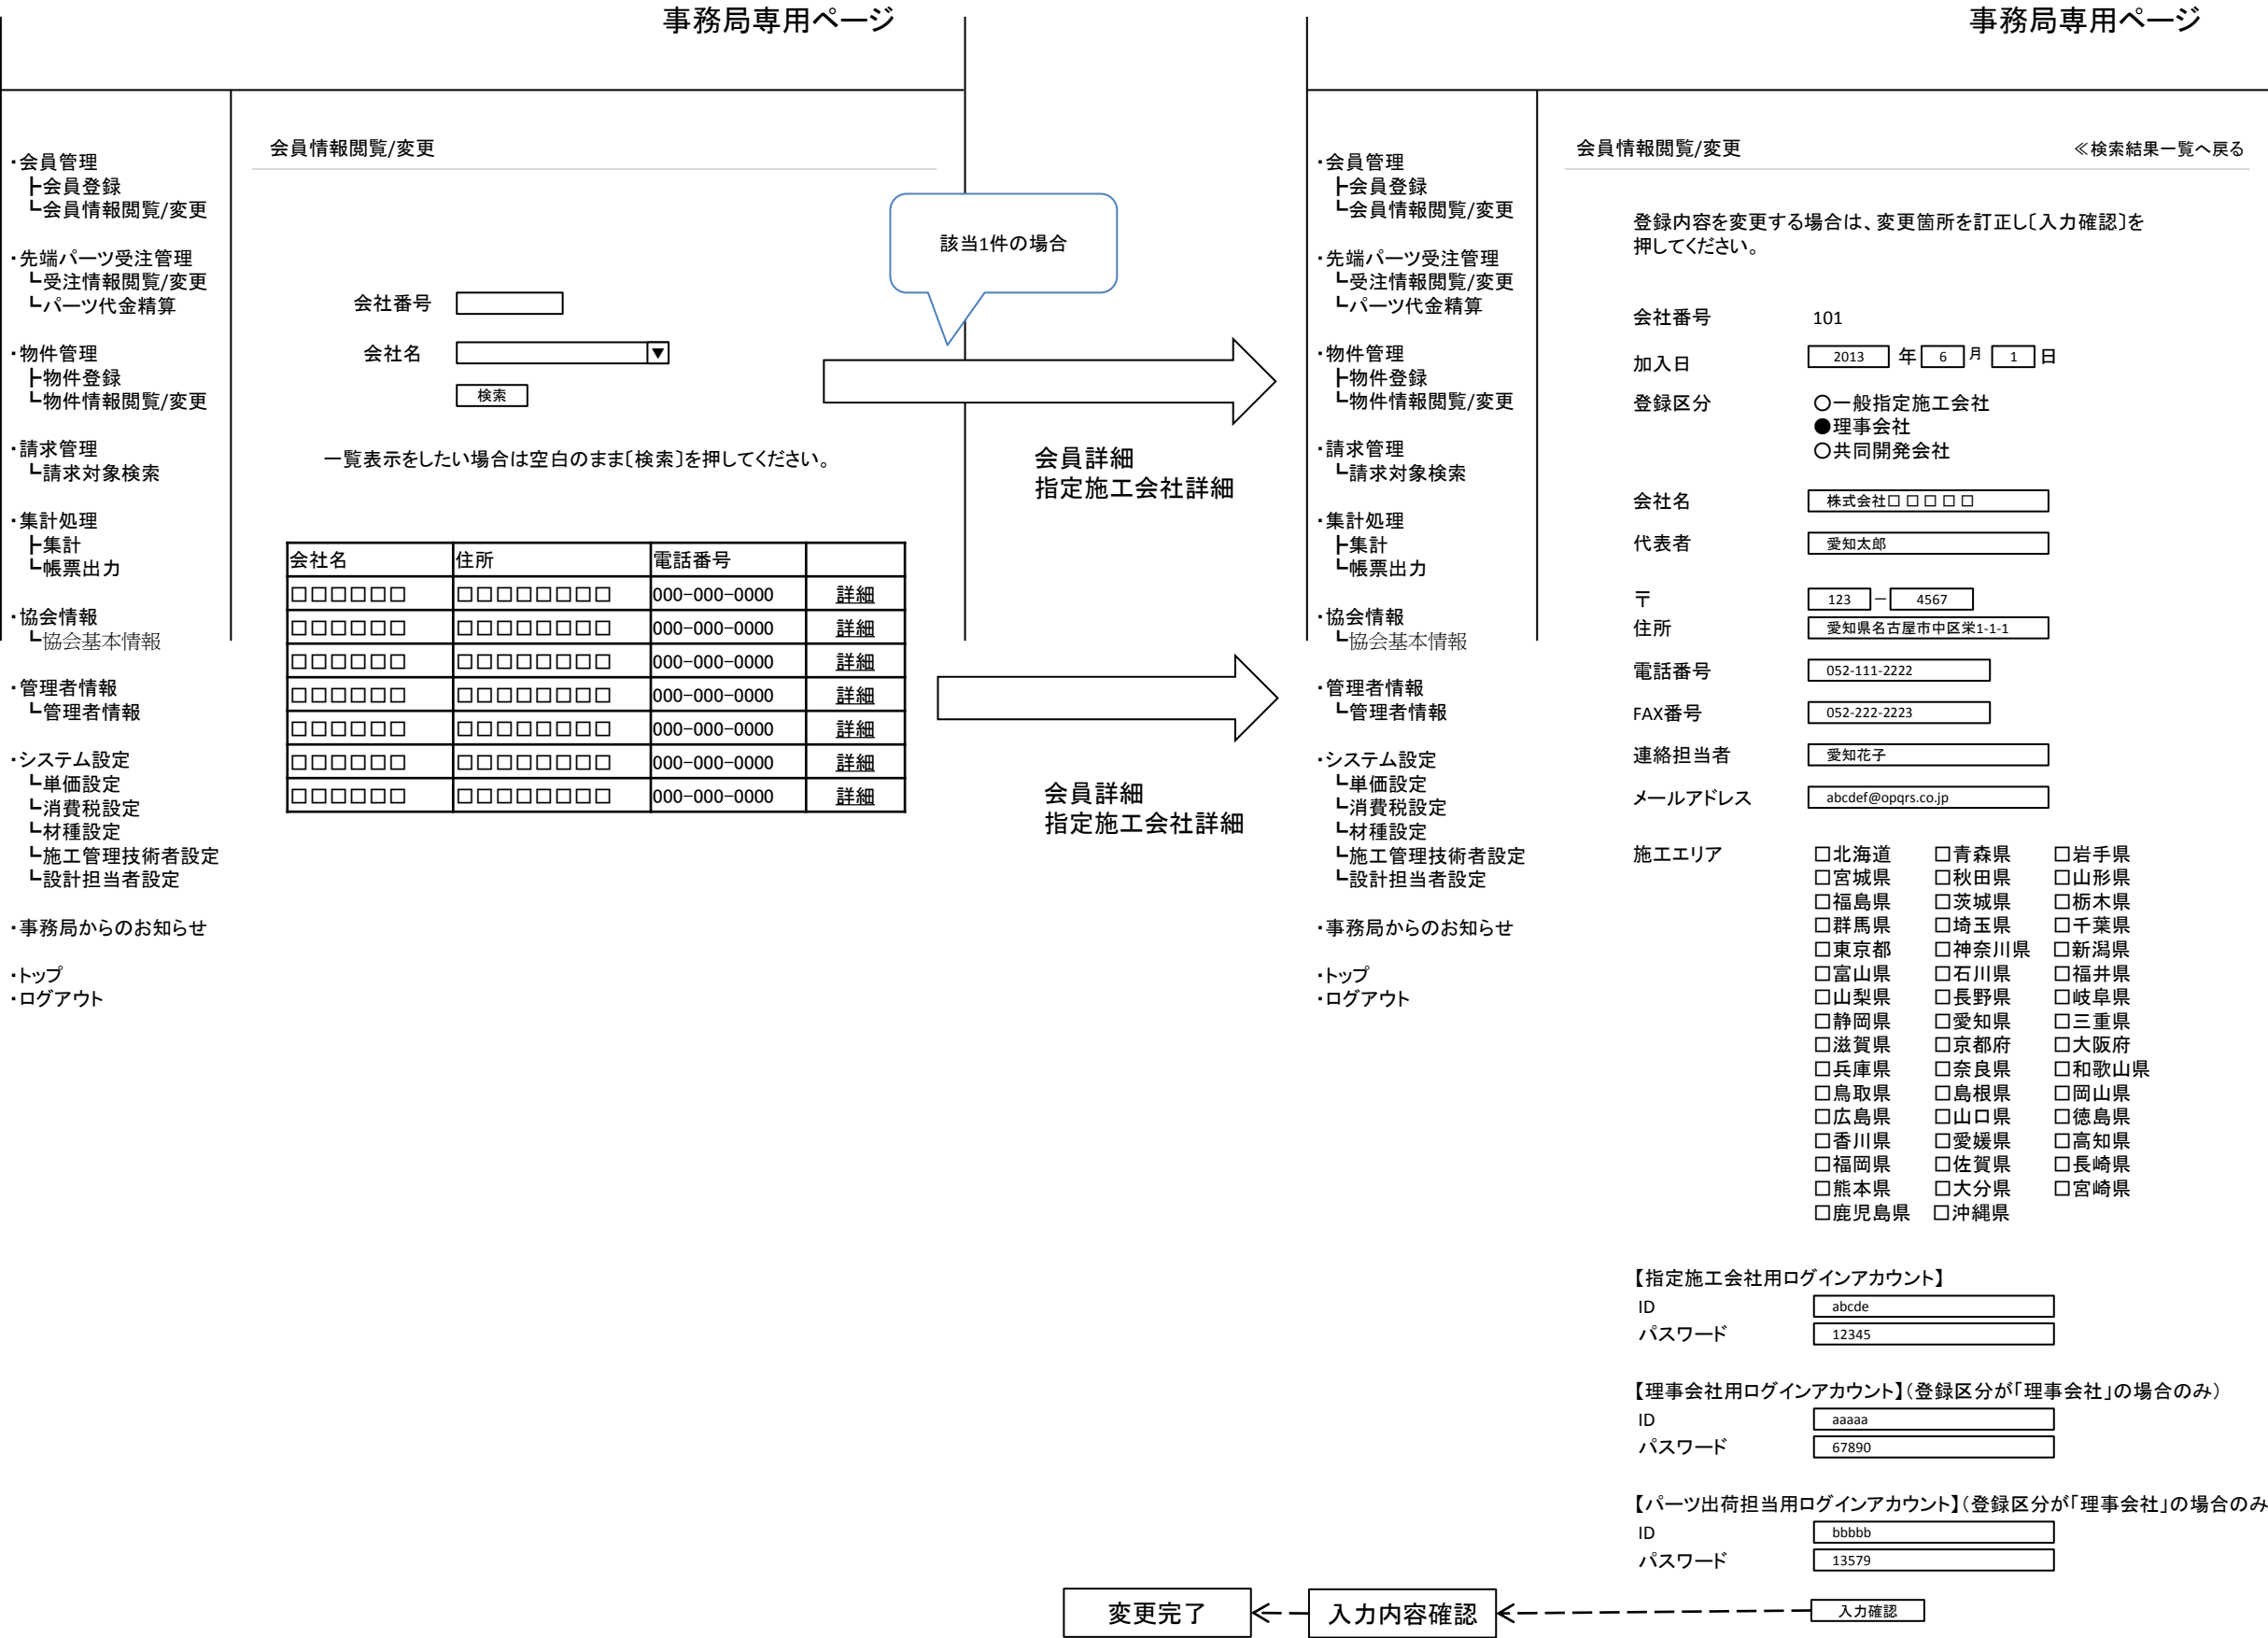 事務局専用ページ
会員情報閲覧/変更
・会員管理
┣会員登録
┗会員情報閲覧/変更
・先端パーツ受注管理
┗受注情報閲覧/変更
┗パーツ代金精算
・物件管理
┣物件登録
┗物件情報閲覧/変更
・請求管理
┗請求対象検索
・集計処理
┣集計
┗帳票出力
・協会情報
┗協会基本情報
・管理者情報
┗管理者情報
・システム設定
┗単価設定
┗消費税設定
┗材種設定
┗施工管理技術者設定
┗設計担当者設定
・事務局からのお知らせ
・トップ
・ログアウト
会社番号
会社名 ▼
検索
一覧表示をしたい場合は空白のまま〔検索〕を押してください。
会社名 住所 電話番号
□□□□□□ □□□□□□□□ 000-000-0000 詳細
□□□□□□ □□□□□□□□ 000-000-0000 詳細
□□□□□□ □□□□□□□□ 000-000-0000 詳細
□□□□□□ □□□□□□□□ 000-000-0000 詳細
□□□□□□ □□□□□□□□ 000-000-0000 詳細
□□□□□□ □□□□□□□□ 000-000-0000 詳細
□□□□□□ □□□□□□□□ 000-000-0000 詳細
該当1件の場合
会員詳細
指定施工会社詳細
会員詳細
指定施工会社詳細
事務局専用ページ
会員情報閲覧/変更 ≪検索結果一覧へ戻る
・会員管理
┣会員登録
┗会員情報閲覧/変更
・先端パーツ受注管理
┗受注情報閲覧/変更
┗パーツ代金精算
・物件管理
┣物件登録
┗物件情報閲覧/変更
・請求管理
┗請求対象検索
・集計処理
┣集計
┗帳票出力
・協会情報
┗協会基本情報
・管理者情報
┗管理者情報
・システム設定
┗単価設定
┗消費税設定
┗材種設定
┗施工管理技術者設定
┗設計担当者設定
・事務局からのお知らせ
・トップ
・ログアウト
登録内容を変更する場合は、変更箇所を訂正し〔入力確認〕を
押してください。
会社番号 101
加入日 2013 年 6 月 1 日
登録区分 ○一般指定施工会社
●理事会社
○共同開発会社
会社名 株式会社□□□□□
代表者 愛知太郎
〒 123 － 4567
住所 愛知県名古屋市中区栄1-1-1
電話番号 052-111-2222
FAX番号 052-222-2223
連絡担当者 愛知花子
メールアドレス abcdef@opqrs.co.jp
施工エリア □北海道 □青森県 □岩手県
□宮城県 □秋田県 □山形県
□福島県 □茨城県 □栃木県
□群馬県 □埼玉県 □千葉県
□東京都 □神奈川県 □新潟県
□富山県 □石川県 □福井県
□山梨県 □長野県 □岐阜県
□静岡県 □愛知県 □三重県
□滋賀県 □京都府 □大阪府
□兵庫県 □奈良県 □和歌山県
□鳥取県 □島根県 □岡山県
□広島県 □山口県 □徳島県
□香川県 □愛媛県 □高知県
□福岡県 □佐賀県 □長崎県
□熊本県 □大分県 □宮崎県
□鹿児島県 □沖縄県
【指定施工会社用ログインアカウント】
ID abcde
パスワード 12345
【理事会社用ログインアカウント】（登録区分が「理事会社」の場合のみ）
ID aaaaa
パスワード 67890
【パーツ出荷担当用ログインアカウント】（登録区分が「理事会社」の場合のみ
ID bbbbb
パスワード 13579
変更完了 入力内容確認 入力確認